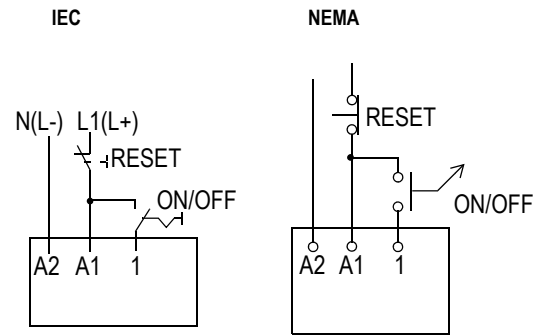 IEC
N(L-) L1(L+)
RESET
ON/OFF
A2 A1 1
NEMA
RESET
ON/OFF
A2 A1 1